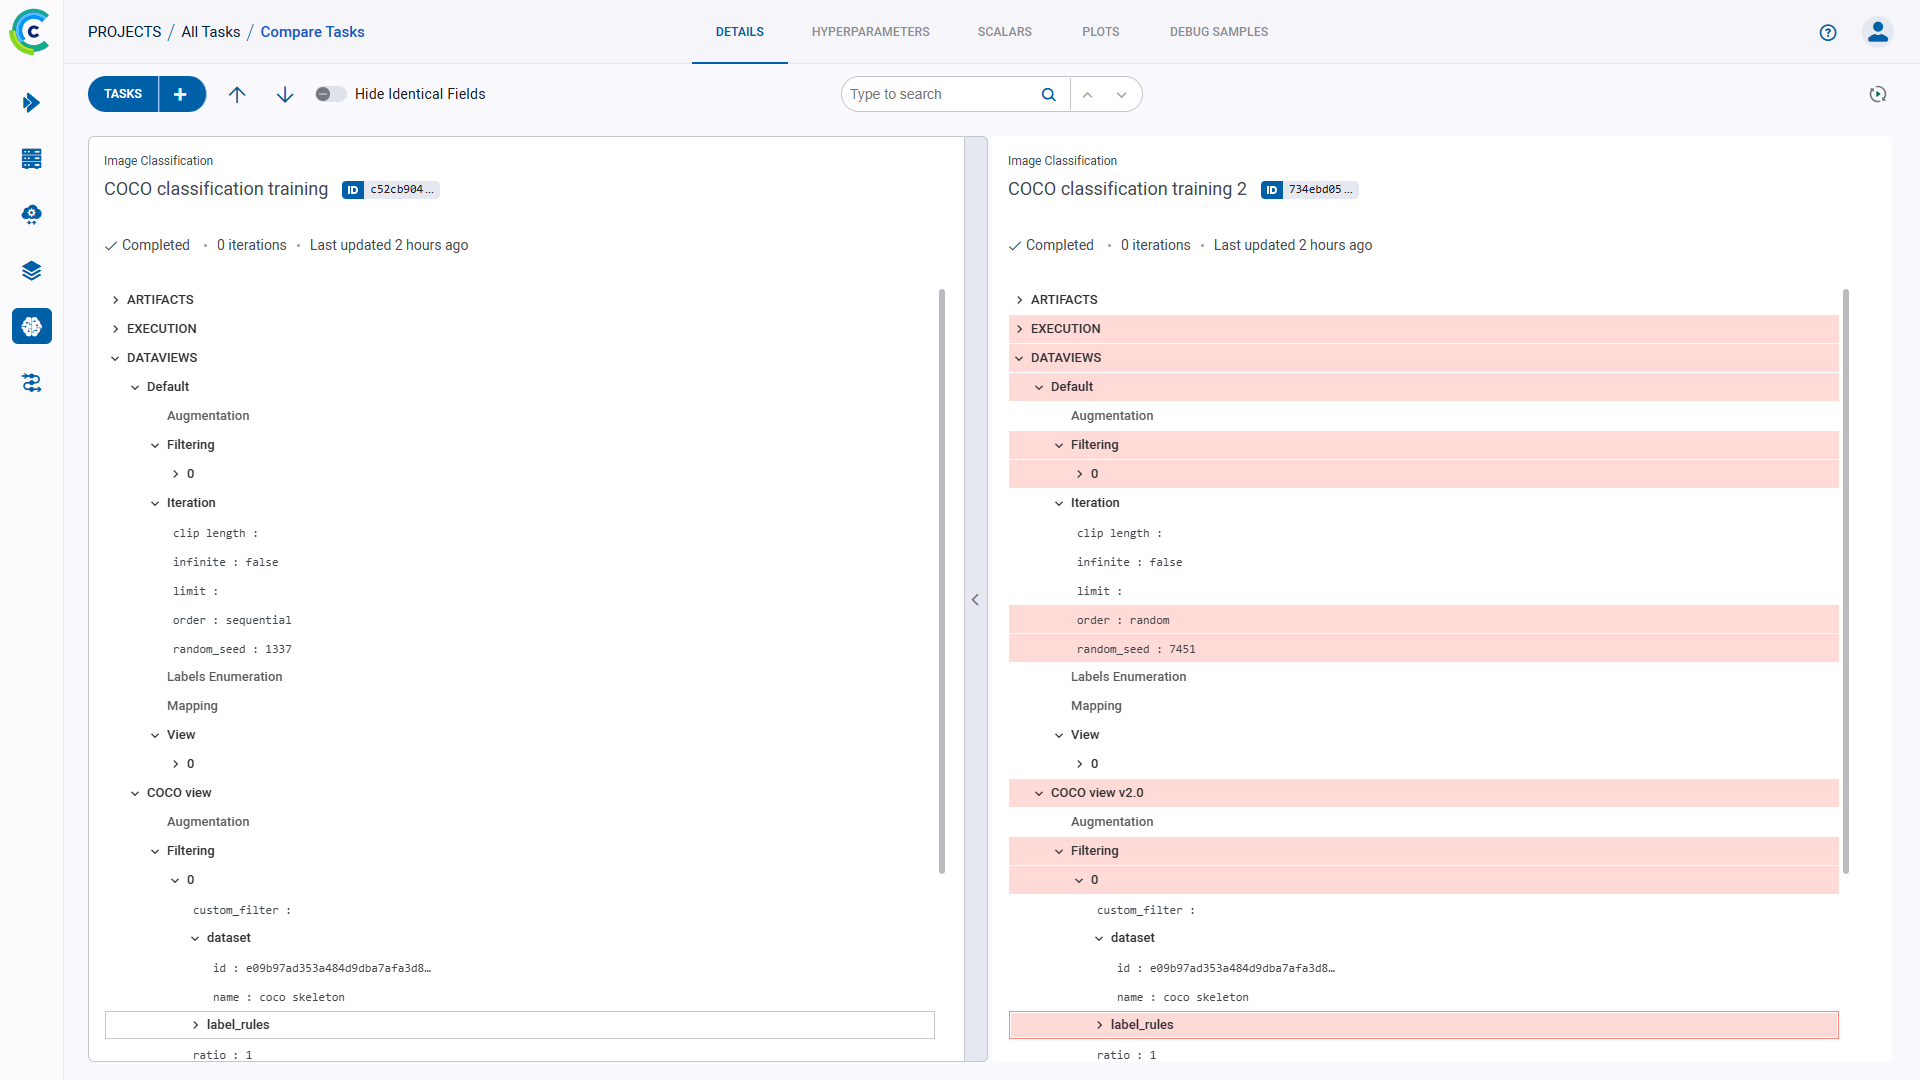 PROJECTS / All Tasks / Compare Tasks
DETAILS
HYPERPARAMETERS
SCALARS
PLOTS
DEBUG SAMPLES
TASKS +
Hide Identical Fields
Type to search
Image Classification
COCO classification training ID c52cb904...
Completed • 0 iterations • Last updated 2 hours ago
ARTIFACTS
EXECUTION
DATAVIEWS
Default
Augmentation
Filtering
0
Iteration
clip length :
infinite : false
limit :
order : sequential
random_seed : 1337
Labels Enumeration
Mapping
View
0
COCO view
Augmentation
Filtering
0
custom_filter :
dataset
id : e09b97ad353a484d9dba7afa3d8…
name : coco skeleton
label_rules
ratio : 1
Image Classification
COCO classification training 2 ID 734ebd05...
Completed • 0 iterations • Last updated 2 hours ago
ARTIFACTS
EXECUTION
DATAVIEWS
Default
Augmentation
Filtering
0
Iteration
clip length :
infinite : false
limit :
order : random
random_seed : 7451
Labels Enumeration
Mapping
View
0
COCO view v2.0
Augmentation
Filtering
0
custom_filter :
dataset
id : e09b97ad353a484d9dba7afa3d8…
name : coco skeleton
label_rules
ratio : 1